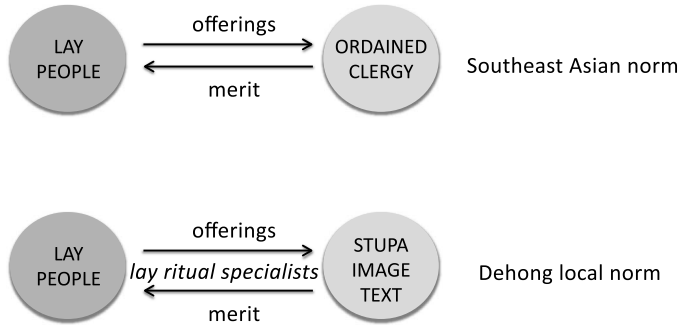 offerings
LAY
PEOPLE
ORDAINED
CLERGY
merit
Southeast Asian norm
offerings
LAY
PEOPLE
lay ritual specialists
STUPA
IMAGE
TEXT
merit
Dehong local norm